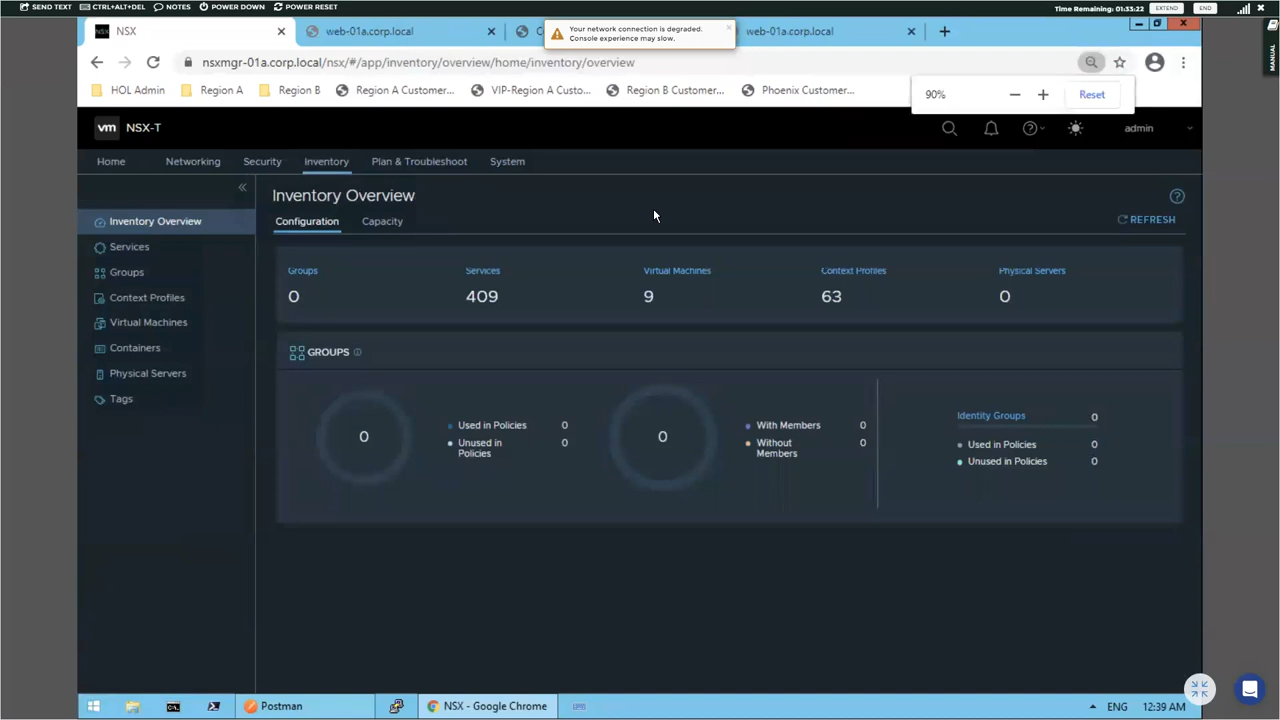 SEND TEXT CTRL+ALT+DEL NOTES POWER DOWN POWER RESET Time Remaining: 01:33:22 EXTEND END
MANUAL
NSX web-01a.corp.local C web-01a.corp.local
Your network connection is degraded.
Console experience may slow.
nsxmgr-01a.corp.local/nsx/#/app/inventory/overview/home/inventory/overview
HOL Admin Region A Region B Region A Customer... VIP-Region A Custo... Region B Customer... Phoenix Customer...
90% Reset
vm NSX-T admin
Home Networking Security Inventory Plan & Troubleshoot System
Inventory Overview
Services
Groups
Context Profiles
Virtual Machines
Containers
Physical Servers
Tags
Inventory Overview
Configuration Capacity REFRESH
Groups Services Virtual Machines Context Profiles Physical Servers
0 409 9 63 0
GROUPS
0
Used in Policies 0
Unused in Policies 0
0
With Members 0
Without Members 0
Identity Groups 0
Used in Policies 0
Unused in Policies 0
Postman NSX - Google Chrome ENG 12:39 AM